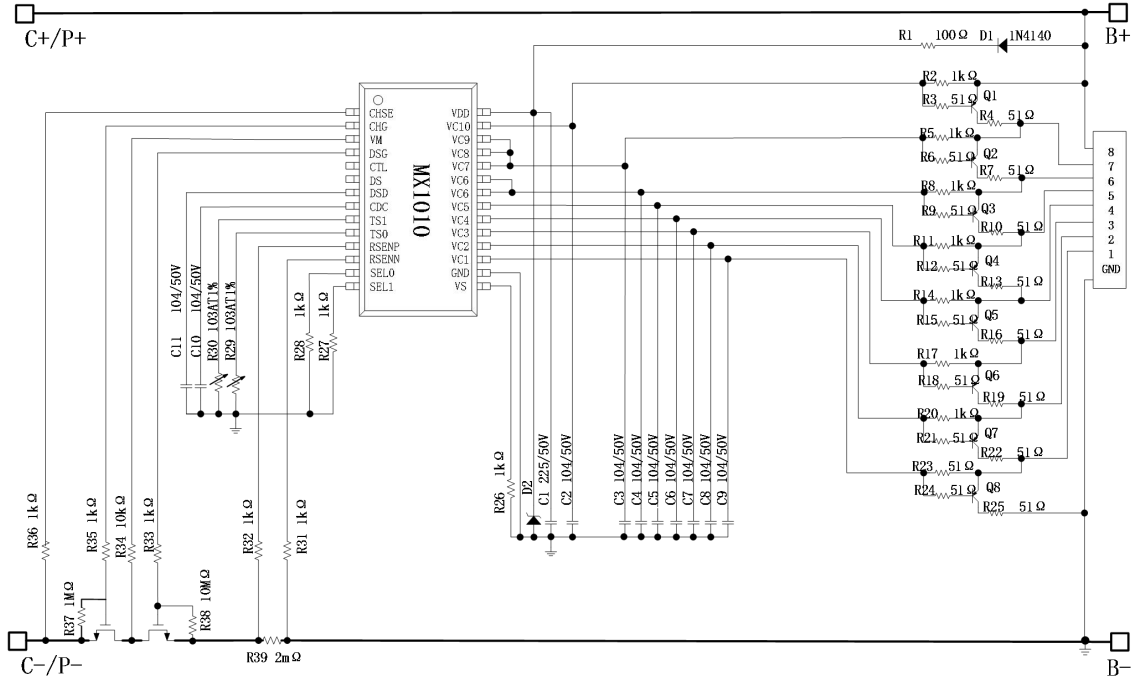 C+/P+
B+
R1 100Ω D1 1N4140
R2 1kΩ
R3 51Ω Q1
R4 51Ω
R5 1kΩ
R6 51Ω Q2
R7 51Ω
R8 1kΩ
R9 51Ω Q3
R10 51Ω
R11 1kΩ
R12 51Ω Q4
R13 51Ω
R14 1kΩ
R15 51Ω Q5
R16 51Ω
R17 1kΩ
R18 51Ω Q6
R19 51Ω
R20 1kΩ
R21 51Ω Q7
R22 51Ω
R23 51Ω
R24 51Ω Q8
R25 51Ω
8
7
6
5
4
3
2
1
GND
MX1010
CHSE
CHG
VM
DSG
CTL
DS
DSD
CDC
TS1
TS0
RSENP
RSENN
SEL0
SEL1
VDD
VC10
VC9
VC8
VC7
VC6
VC6
VC5
VC4
VC3
VC2
VC1
GND
VS
C11 104/50V
C10 104/50V
R30 103AT1%
R29 103AT1%
R28 1kΩ
R27 1kΩ
R26 1kΩ
D2
C1 225/50V
C2 104/50V
C3 104/50V
C4 104/50V
C5 104/50V
C6 104/50V
C7 104/50V
C8 104/50V
C9 104/50V
R36 1kΩ
R35 1kΩ
R34 10kΩ
R33 1kΩ
R32 1kΩ
R31 1kΩ
R37 1MΩ
R38 10MΩ
R39 2mΩ
C-/P-
B-